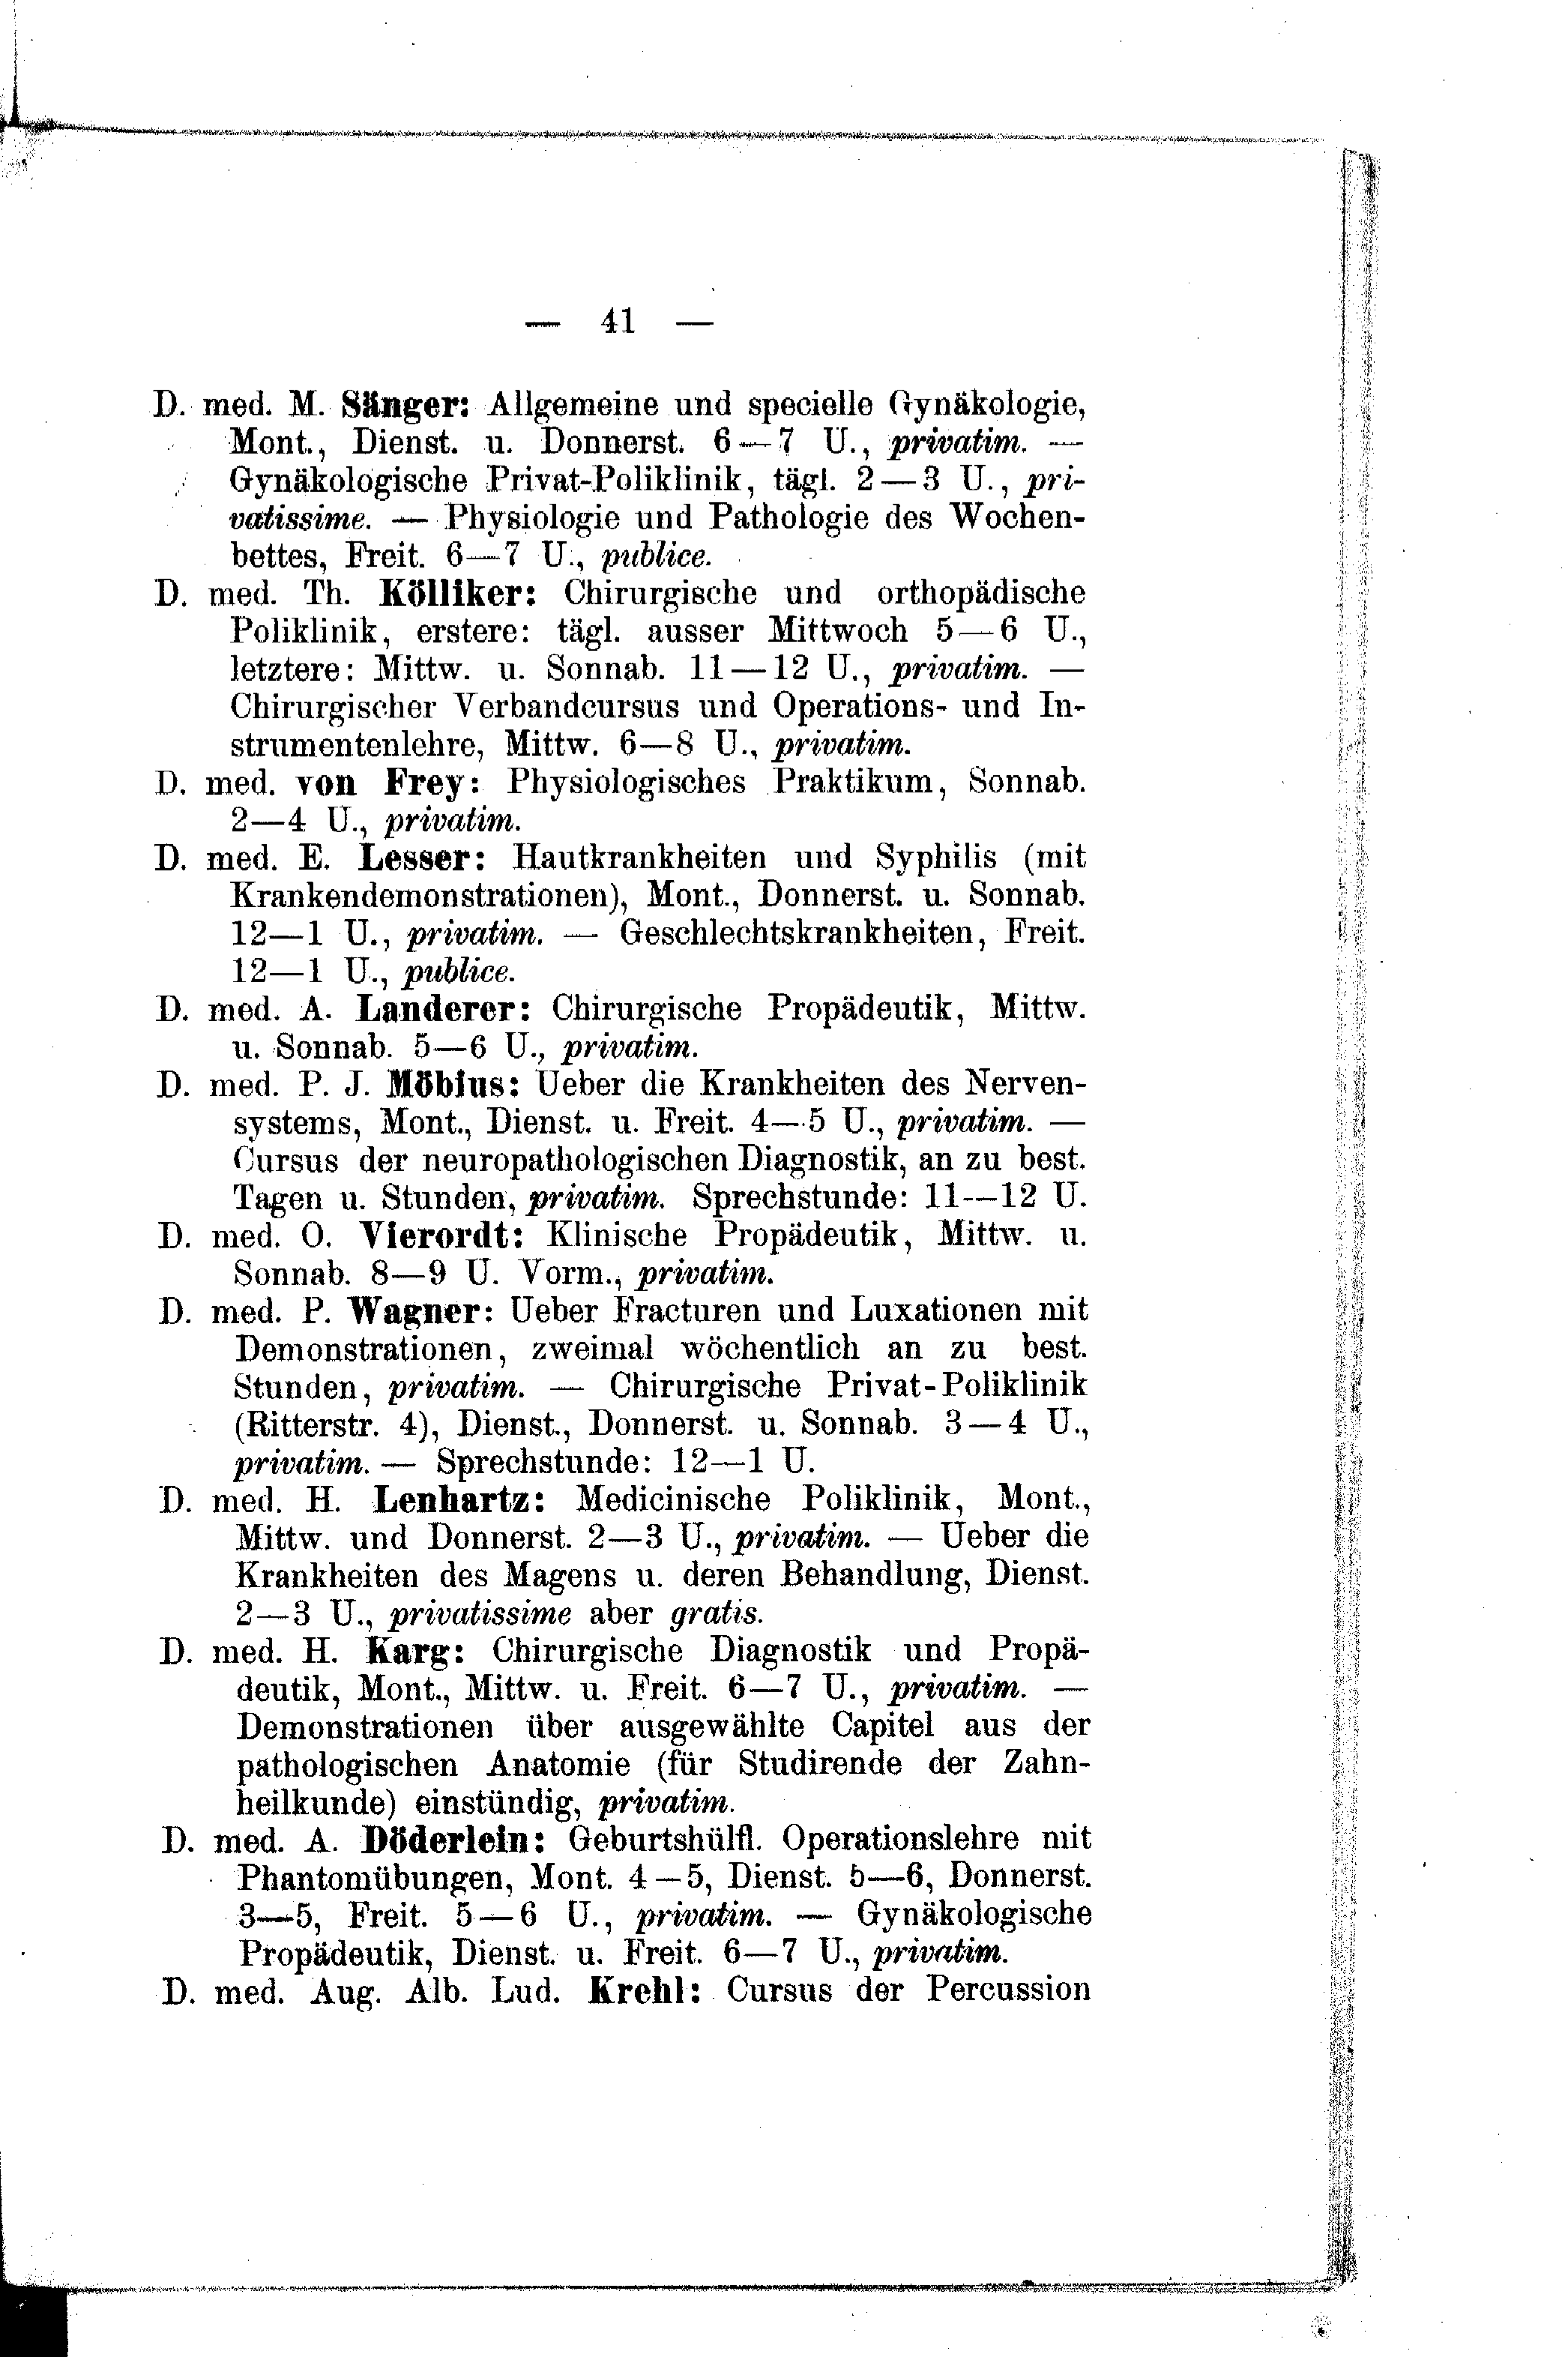 — 41 —
D. med. M. Sänger: Allgemeine und specielle Gynäkologie,
Mont., Dienst. u. Donnerst. 6—7 U., privatim. —
Gynäkologische Privat-Poliklinik, tägl. 2—3 U., pri-
vatissime. — Physiologie und Pathologie des Wochen-
bettes, Freit. 6—7 U., publice.
D. med. Th. Kölliker: Chirurgische und orthopädische
Poliklinik, erstere: tägl. ausser Mittwoch 5—6 U.,
letztere: Mittw. u. Sonnab. 11—12 U., privatim. —
Chirurgischer Verbandcursus und Operations- und In-
strumentenlehre, Mittw. 6—8 U., privatim.
D. med. von Frey: Physiologisches Praktikum, Sonnab.
2—4 U., privatim.
D. med. E. Lesser: Hautkrankheiten und Syphilis (mit
Krankendemonstrationen), Mont., Donnerst. u. Sonnab.
12—1 U., privatim. — Geschlechtskrankheiten, Freit.
12—1 U., publice.
D. med. A. Landerer: Chirurgische Propädeutik, Mittw.
u. Sonnab. 5—6 U., privatim.
D. med. P. J. Möbius: Ueber die Krankheiten des Nerven-
systems, Mont., Dienst. u. Freit. 4—5 U., privatim. —
Cursus der neuropathologischen Diagnostik, an zu best.
Tagen u. Stunden, privatim. Sprechstunde: 11—12 U.
D. med. O. Vierordt: Klinische Propädeutik, Mittw. u.
Sonnab. 8—9 U. Vorm., privatim.
D. med. P. Wagner: Ueber Fracturen und Luxationen mit
Demonstrationen, zweimal wöchentlich an zu best.
Stunden, privatim. — Chirurgische Privat-Poliklinik
(Ritterstr. 4), Dienst., Donnerst. u. Sonnab. 3—4 U.,
privatim. — Sprechstunde: 12—1 U.
D. med. H. Lenhartz: Medicinische Poliklinik, Mont.,
Mittw. und Donnerst. 2—3 U., privatim. — Ueber die
Krankheiten des Magens u. deren Behandlung, Dienst.
2—3 U., privatissime aber gratis.
D. med. H. Karg: Chirurgische Diagnostik und Propä-
deutik, Mont., Mittw. u. Freit. 6—7 U., privatim. —
Demonstrationen über ausgewählte Capitel aus der
pathologischen Anatomie (für Studirende der Zahn-
heilkunde) einstündig, privatim.
D. med. A. Döderlein: Geburtshülfl. Operationslehre mit
Phantomübungen, Mont. 4—5, Dienst. 5—6, Donnerst.
3—5, Freit. 5—6 U., privatim. — Gynäkologische
Propädeutik, Dienst. u. Freit. 6—7 U., privatim.
D. med. Aug. Alb. Lud. Krehl: Cursus der Percussion